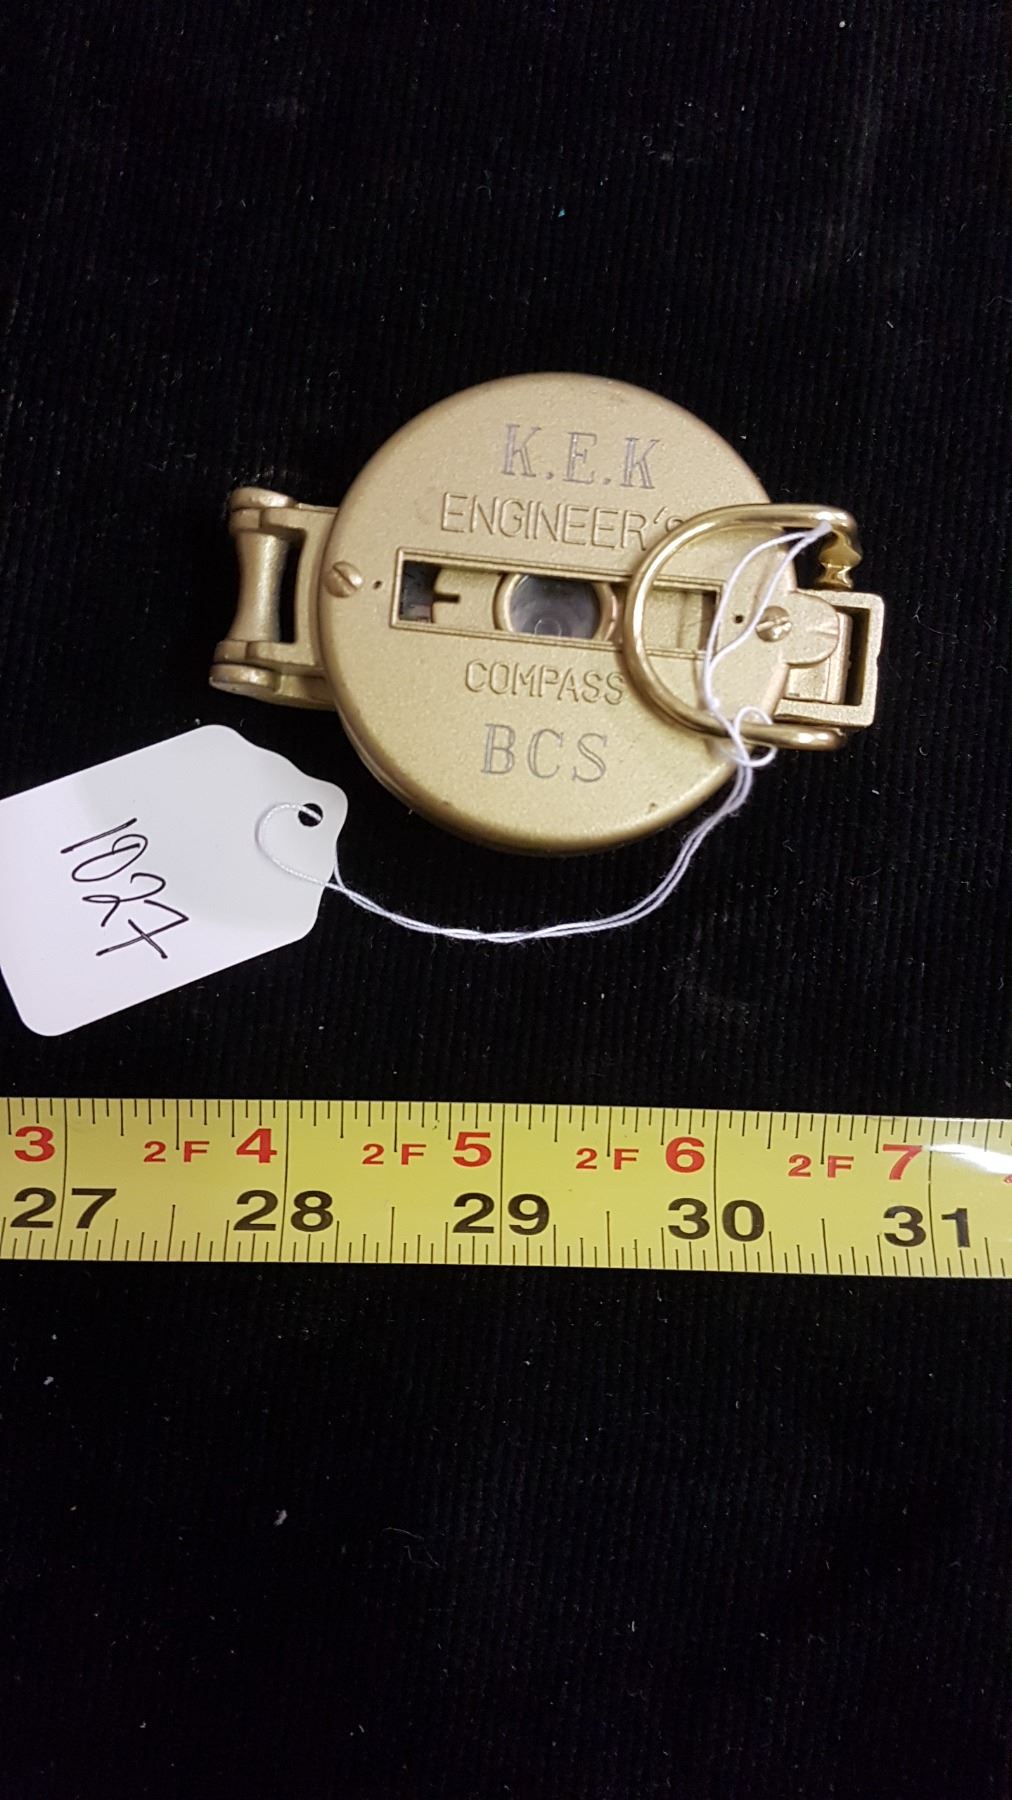 K.E.K
ENGINEER'S
COMPASS
BCS
1027
3 2F 4 2F 5 2F 6 2F 7
27 28 29 30 31